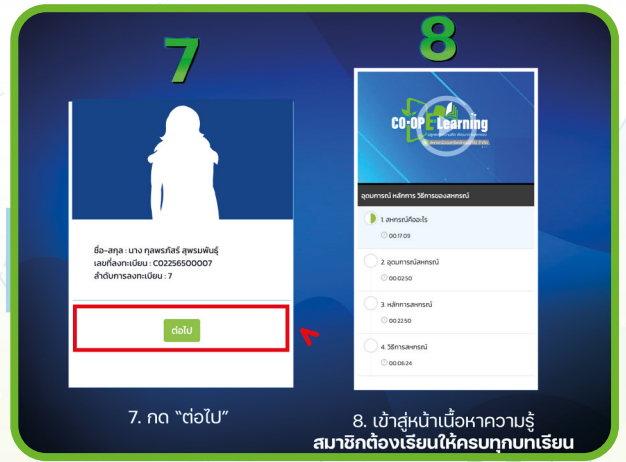 7
ชื่อ-สกุล : นาง กุลพรภัสร์ สุพรมพันธุ์
เลขที่ลงทะเบียน : C02256500007
ลำดับการลงทะเบียน : 7
ต่อไป
7. กด "ต่อไป"
8
CO-OP E-Learning
อุดมการณ์ หลักการ วิธีการของสหกรณ์
1. สหกรณ์คืออะไร
00:17:09
2. อุดมการณ์สหกรณ์
00:02:50
3. หลักการสหกรณ์
00:22:50
4. วิธีการสหกรณ์
00:06:24
8. เข้าสู่หน้าเนื้อหาความรู้
สมาชิกต้องเรียนให้ครบทุกบทเรียน